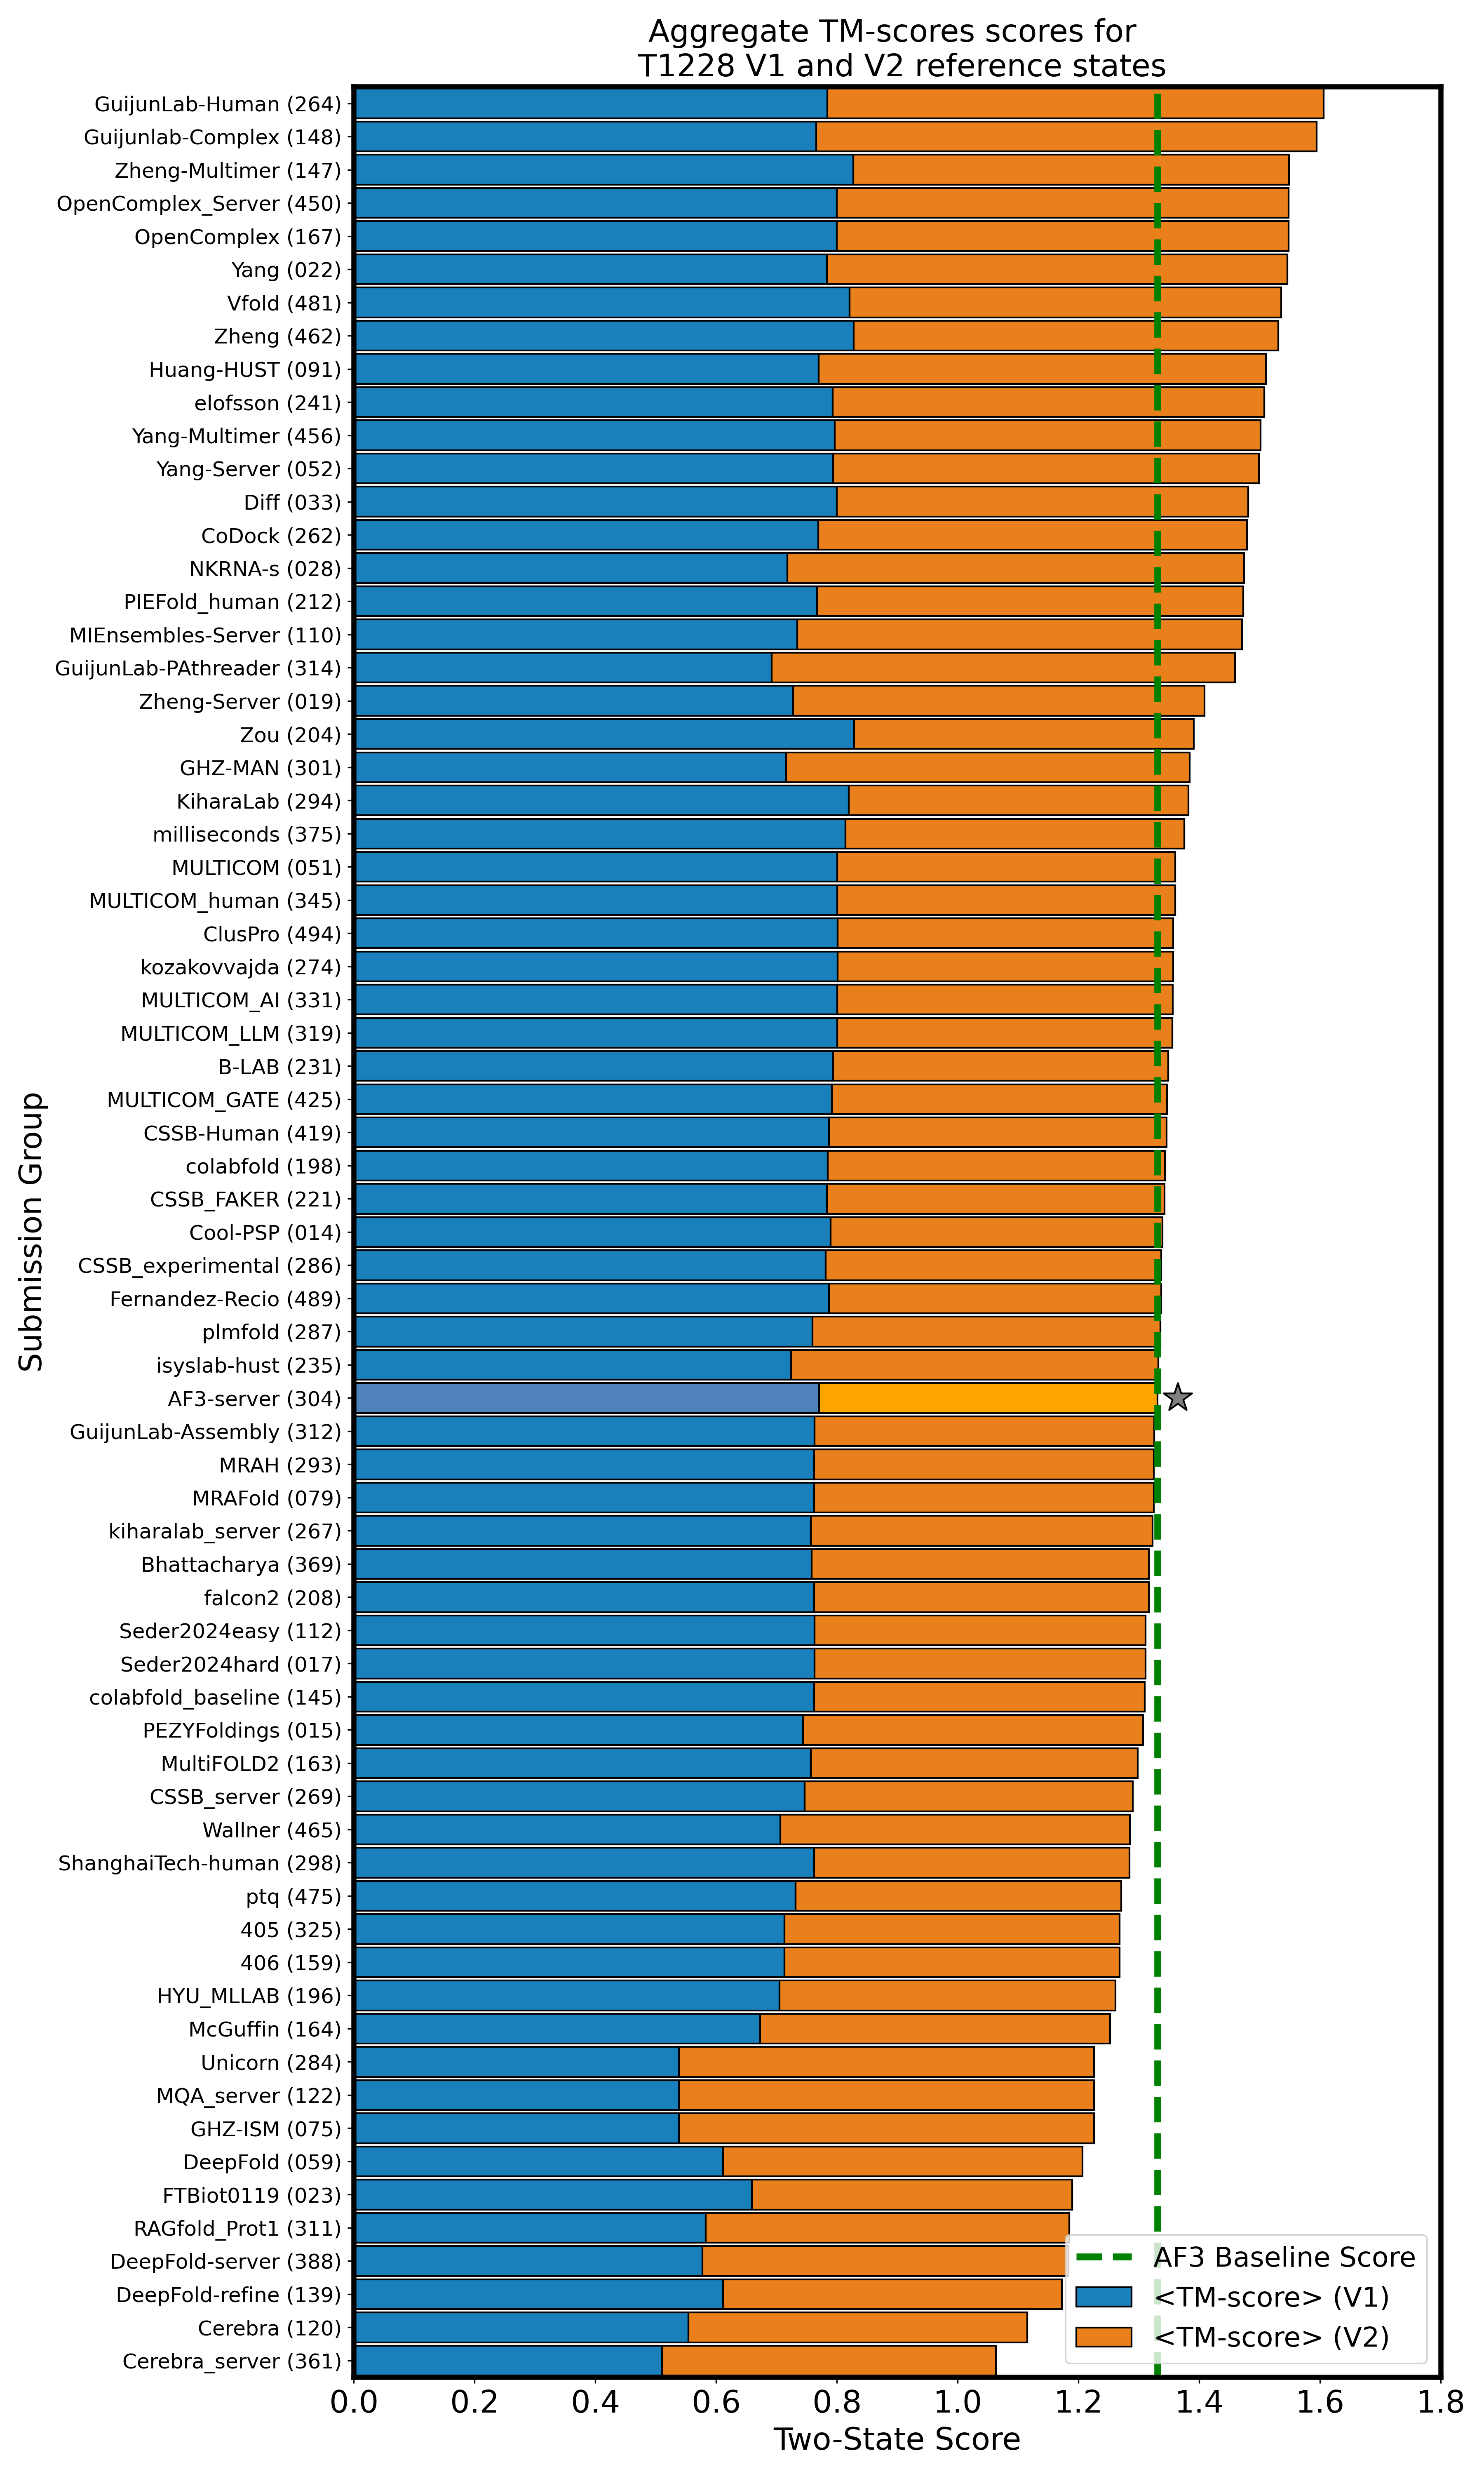 Aggregate TM-scores scores for
T1228 V1 and V2 reference states
Submission Group
GuijunLab-Human (264)
Guijunlab-Complex (148)
Zheng-Multimer (147)
OpenComplex_Server (450)
OpenComplex (167)
Yang (022)
Vfold (481)
Zheng (462)
Huang-HUST (091)
elofsson (241)
Yang-Multimer (456)
Yang-Server (052)
Diff (033)
CoDock (262)
NKRNA-s (028)
PIEFold_human (212)
MIEnsembles-Server (110)
GuijunLab-PAthreader (314)
Zheng-Server (019)
Zou (204)
GHZ-MAN (301)
KiharaLab (294)
milliseconds (375)
MULTICOM (051)
MULTICOM_human (345)
ClusPro (494)
kozakovvajda (274)
MULTICOM_AI (331)
MULTICOM_LLM (319)
B-LAB (231)
MULTICOM_GATE (425)
CSSB-Human (419)
colabfold (198)
CSSB_FAKER (221)
Cool-PSP (014)
CSSB_experimental (286)
Fernandez-Recio (489)
plmfold (287)
isyslab-hust (235)
AF3-server (304)
GuijunLab-Assembly (312)
MRAH (293)
MRAFold (079)
kiharalab_server (267)
Bhattacharya (369)
falcon2 (208)
Seder2024easy (112)
Seder2024hard (017)
colabfold_baseline (145)
PEZYFoldings (015)
MultiFOLD2 (163)
CSSB_server (269)
Wallner (465)
ShanghaiTech-human (298)
ptq (475)
405 (325)
406 (159)
HYU_MLLAB (196)
McGuffin (164)
Unicorn (284)
MQA_server (122)
GHZ-ISM (075)
DeepFold (059)
FTBiot0119 (023)
RAGfold_Prot1 (311)
DeepFold-server (388)
DeepFold-refine (139)
Cerebra (120)
Cerebra_server (361)
AF3 Baseline Score
<TM-score> (V1)
<TM-score> (V2)
0.0 0.2 0.4 0.6 0.8 1.0 1.2 1.4 1.6 1.8
Two-State Score